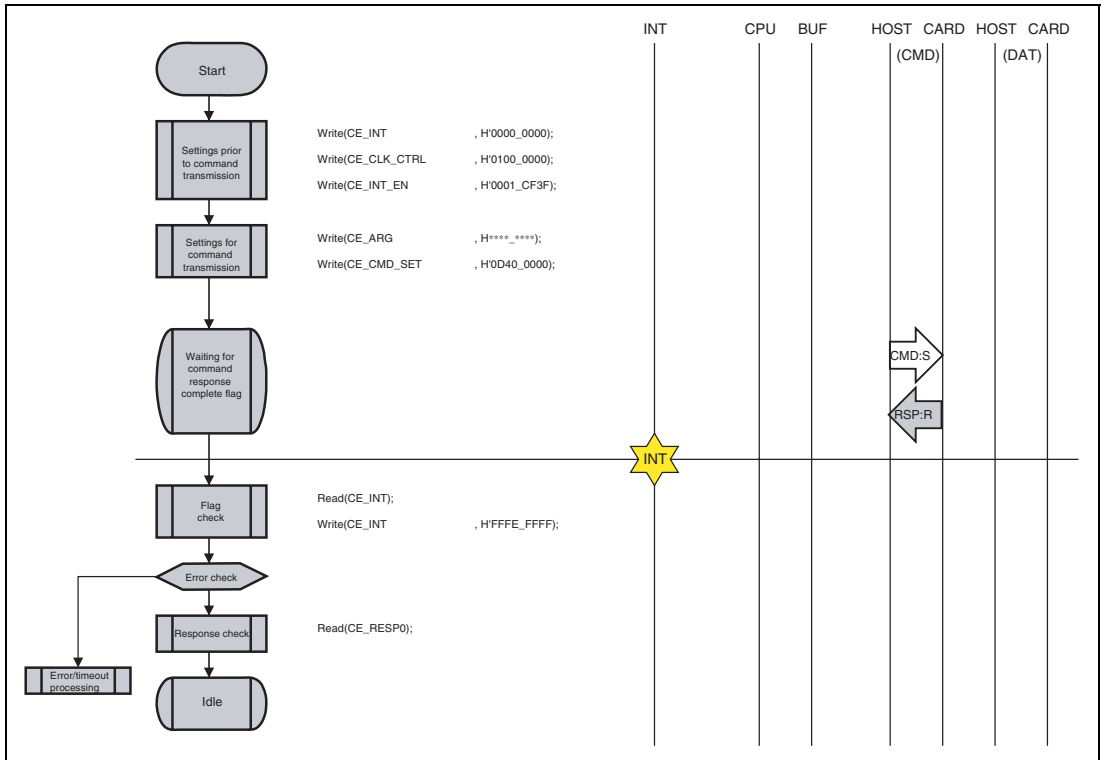 INT CPU BUF HOST CARD HOST CARD
(CMD) (DAT)
Start
Settings prior
to command
transmission
Write(CE_INT , H'0000_0000);
Write(CE_CLK_CTRL , H'0100_0000);
Write(CE_INT_EN , H'0001_CF3F);
Settings for
command
transmission
Write(CE_ARG , H'****_****);
Write(CE_CMD_SET , H'0D40_0000);
Waiting for
command
response
complete flag
CMD:S
RSP:R
INT
Flag
check
Read(CE_INT);
Write(CE_INT , H'FFFE_FFFF);
Error check
Response check
Read(CE_RESP0);
Error/timeout
processing
Idle